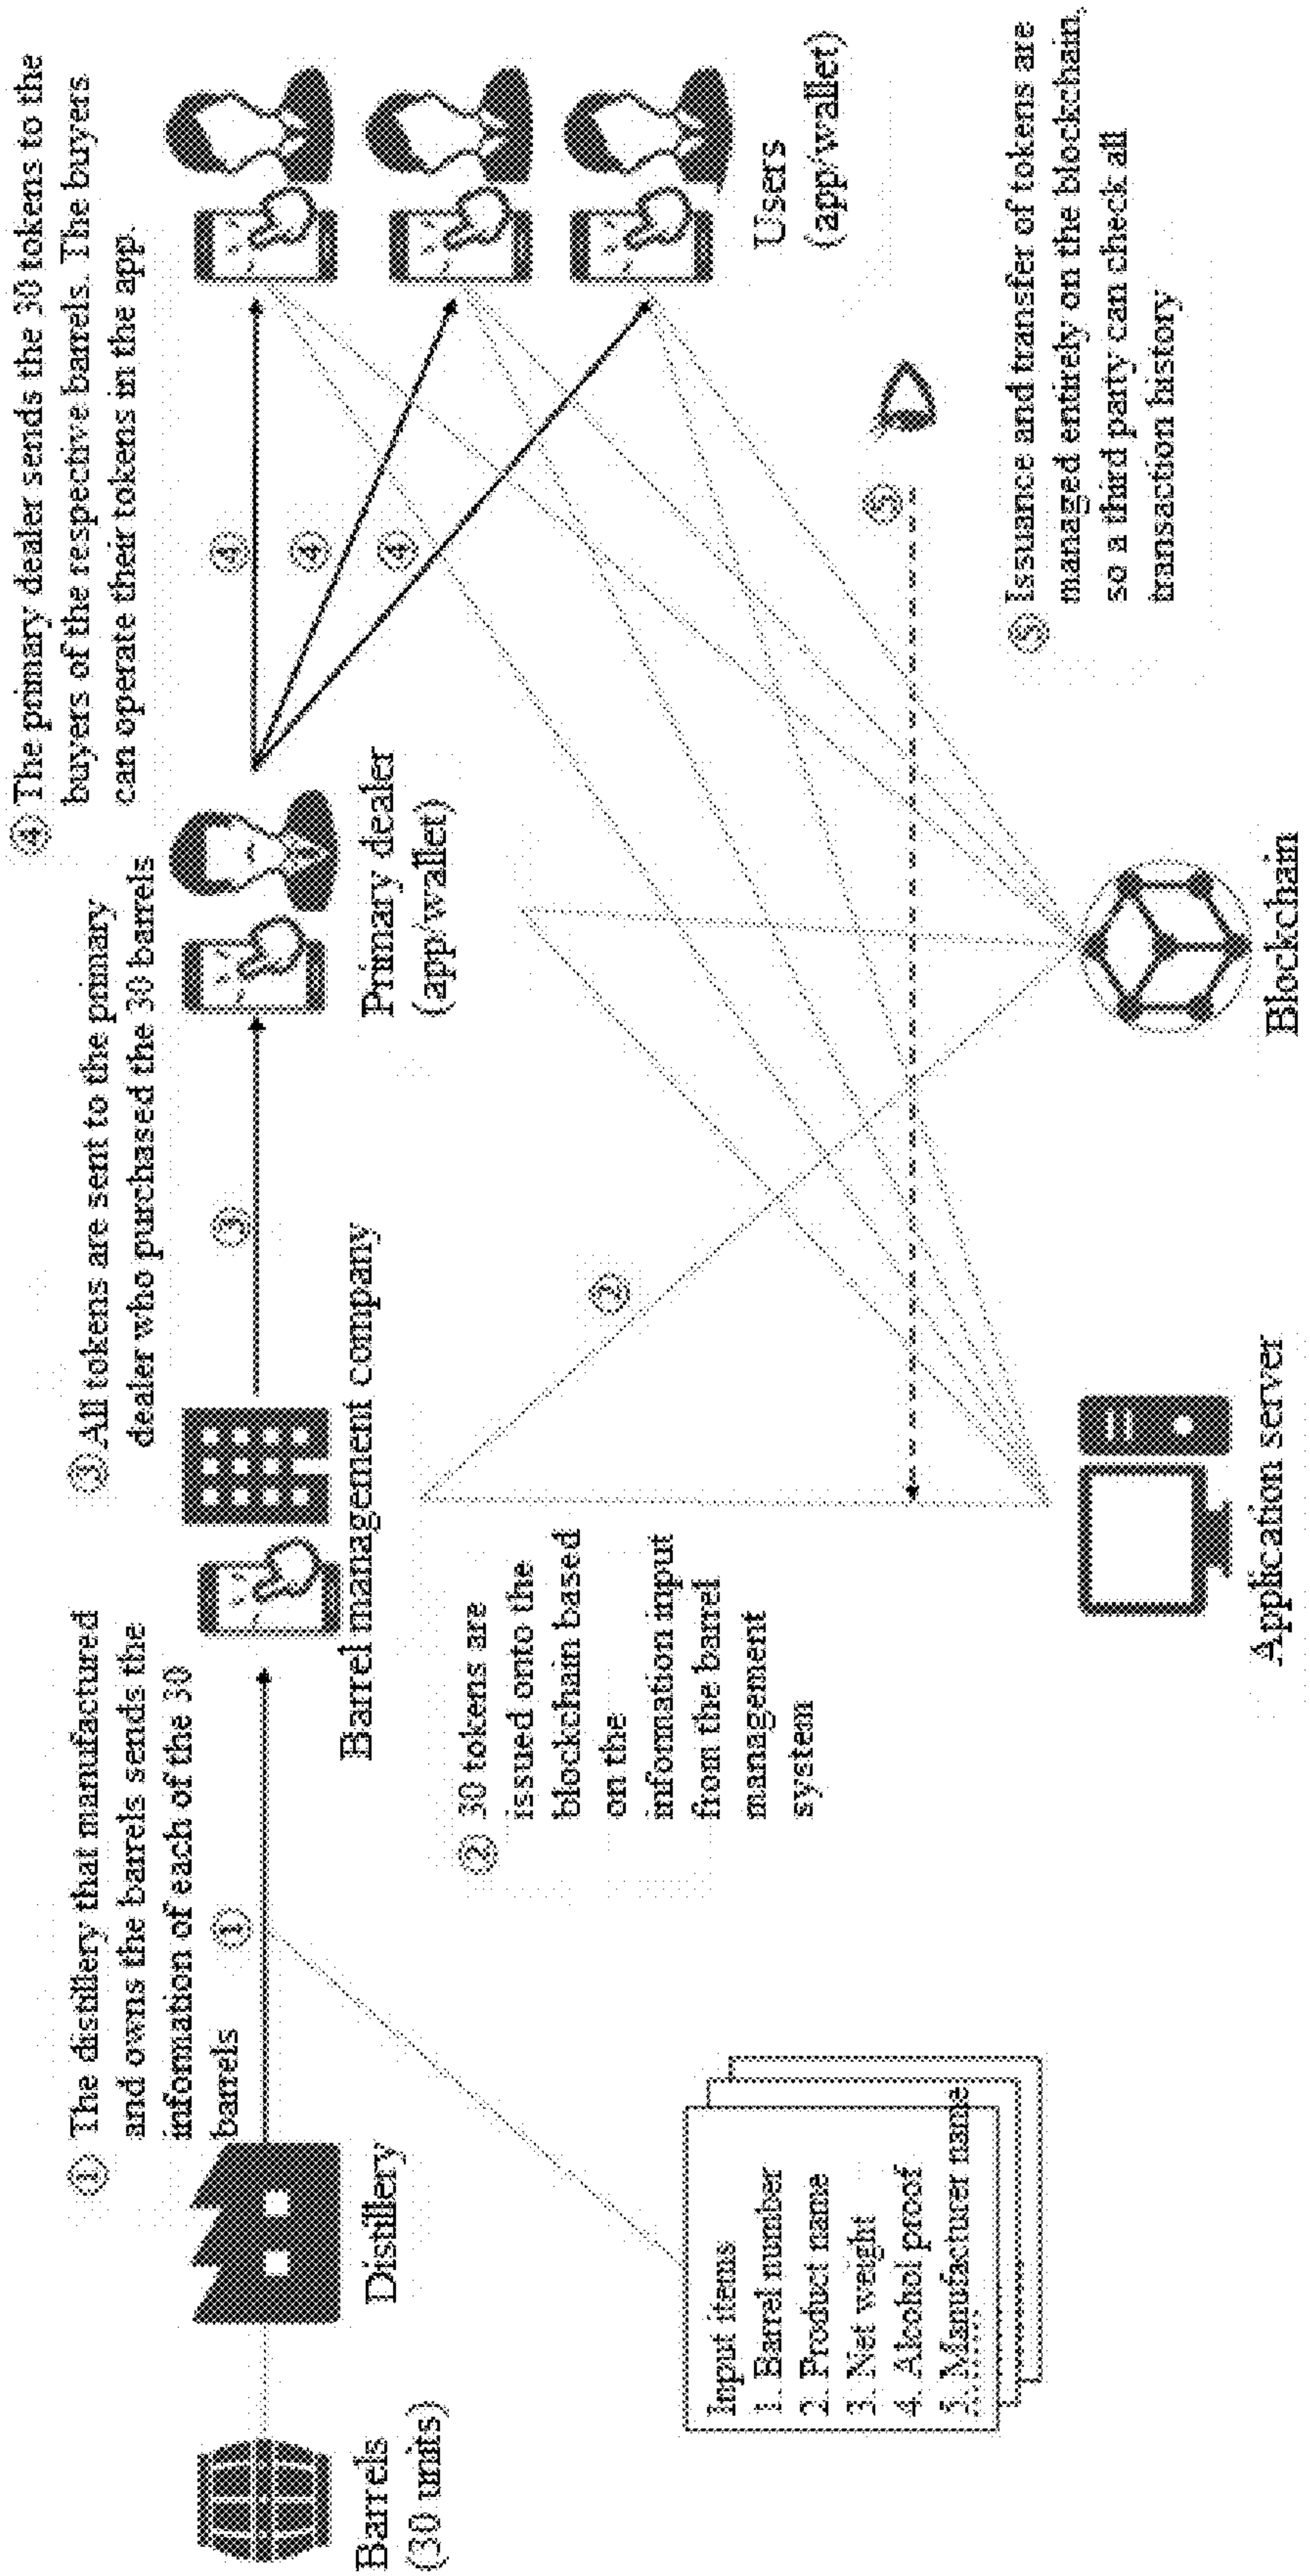 ① The distillery that manufactured
and owns the barrels sends the
information of each of the 30
barrels
③ All tokens are sent to the primary
dealer who purchased the 30 barrels
④ The primary dealer sends the 30 tokens to the
buyers of the respective barrels. The buyers
can operate their tokens in the app.
①
③
④
④
④
Barrels
(30 units)
Distillery
Barrel management company
Primary dealer
(app/wallet)
Users
(app/wallet)
② 30 tokens are
issued onto the
blockchain based
on the
information input
from the barrel
management
system
②
⑤
Input items
1. Barrel number
2. Product name
3. Net weight
4. Alcohol proof
5. Manufacturer name
......
⑤ Issuance and transfer of tokens are
managed entirely on the blockchain,
so a third party can check all
transaction history
Application server
Blockchain